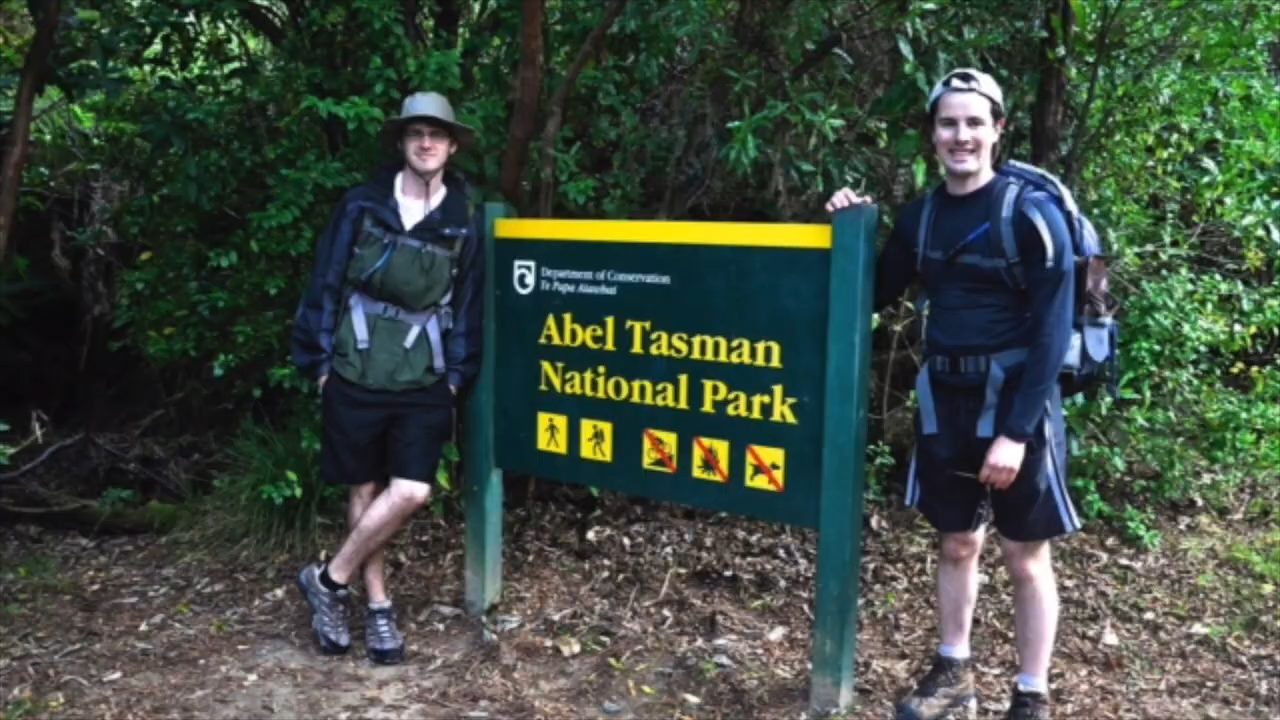 Department of Conservation
Te Papa Atawhai
Abel Tasman
National Park